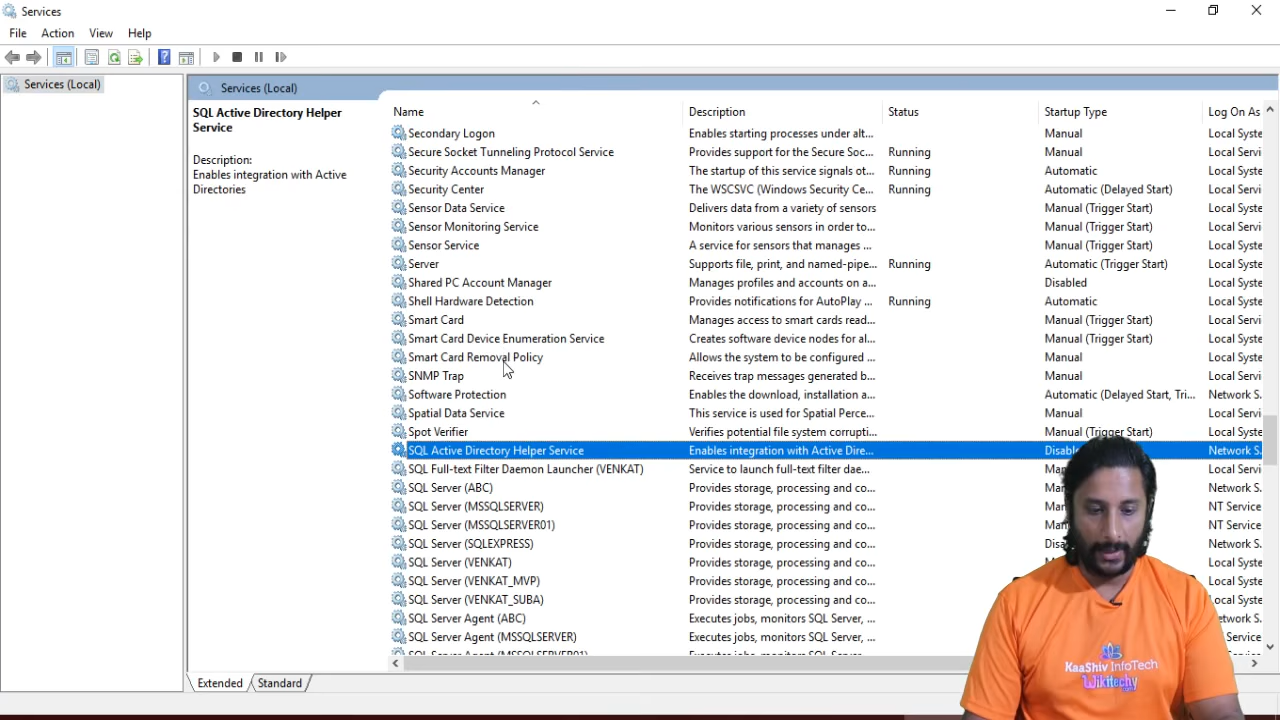 Services
File Action View Help
Services (Local)
Services (Local)
SQL Active Directory Helper
Service
Description:
Enables integration with Active
Directories
Name Description Status Startup Type Log On As
Secondary Logon Enables starting processes under alt... Manual Local Syste
Secure Socket Tunneling Protocol Service Provides support for the Secure Soc... Running Manual Local Servi
Security Accounts Manager The startup of this service signals ot... Running Automatic Local Syste
Security Center The WSCSVC (Windows Security Ce... Running Automatic (Delayed Start) Local Servi
Sensor Data Service Delivers data from a variety of sensors Manual (Trigger Start) Local Syste
Sensor Monitoring Service Monitors various sensors in order to... Manual (Trigger Start) Local Servi
Sensor Service A service for sensors that manages ... Manual (Trigger Start) Local Syste
Server Supports file, print, and named-pipe... Running Automatic (Trigger Start) Local Syste
Shared PC Account Manager Manages profiles and accounts on a... Disabled Local Syste
Shell Hardware Detection Provides notifications for AutoPlay ... Running Automatic Local Syste
Smart Card Manages access to smart cards read... Manual (Trigger Start) Local Servi
Smart Card Device Enumeration Service Creates software device nodes for al... Manual (Trigger Start) Local Syste
Smart Card Removal Policy Allows the system to be configured ... Manual Local Syste
SNMP Trap Receives trap messages generated b... Manual Local Servi
Software Protection Enables the download, installation a... Automatic (Delayed Start, Tri... Network S...
Spatial Data Service This service is used for Spatial Perce... Manual Local Servi
Spot Verifier Verifies potential file system corrupti... Manual (Trigger Start) Local Syste
SQL Active Directory Helper Service Enables integration with Active Dire... Network S...
SQL Full-text Filter Daemon Launcher (VENKAT) Service to launch full-text filter dae... Local Servi
SQL Server (ABC) Provides storage, processing and co... Network S...
SQL Server (MSSQLSERVER) Provides storage, processing and co... NT Service
SQL Server (MSSQLSERVER01) Provides storage, processing and co... NT Service
SQL Server (SQLEXPRESS) Provides storage, processing and co... Network S...
SQL Server (VENKAT) Provides storage, processing and co... Local Syste
SQL Server (VENKAT_MVP) Provides storage, processing and co...
SQL Server (VENKAT_SUBA) Provides storage, processing and co...
SQL Server Agent (ABC) Executes jobs, monitors SQL Server, ...
SQL Server Agent (MSSQLSERVER) Executes jobs, monitors SQL Server, ... Service
SQL Server Agent (MSSQLSERVER01) Executes jobs, monitors SQL Server, ...
Extended Standard
KaaShiv InfoTech
Wikitechy